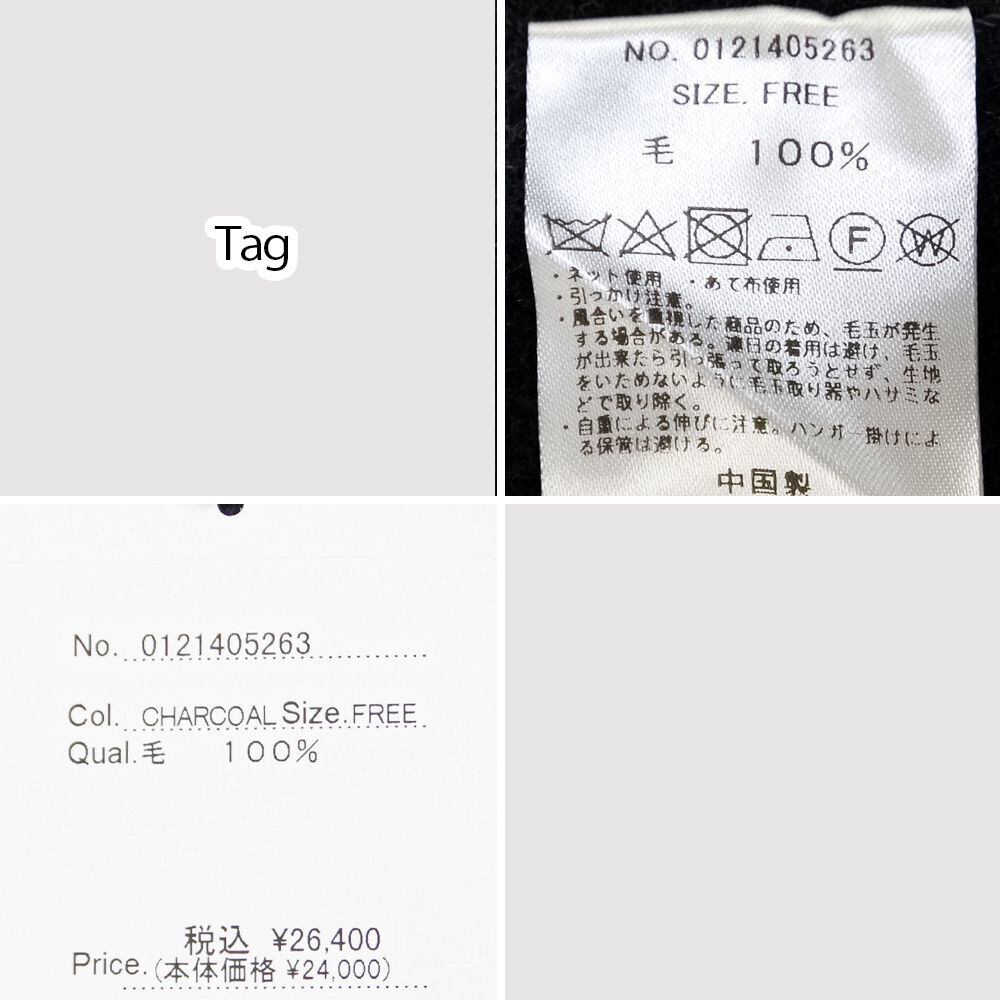 Tag
NO. 0121405263
SIZE. FREE
毛 100%
F
W
・ネット使用 ・あて布使用
・引っかけ注意。
・風合いを重視した商品のため、毛玉が発生
する場合がある。連日の着用は避け、毛玉
が出来たら引っ張って取ろうとせず、生地
をいためないように毛玉取り器やハサミな
どで取り除く。
・自重による伸びに注意。ハンガー掛けによ
る保管は避ける。
中国製
No. 0121405263
Col. CHARCOAL Size.FREE
Qual.毛 100%
税込 ¥26,400
Price.(本体価格 ¥24,000)